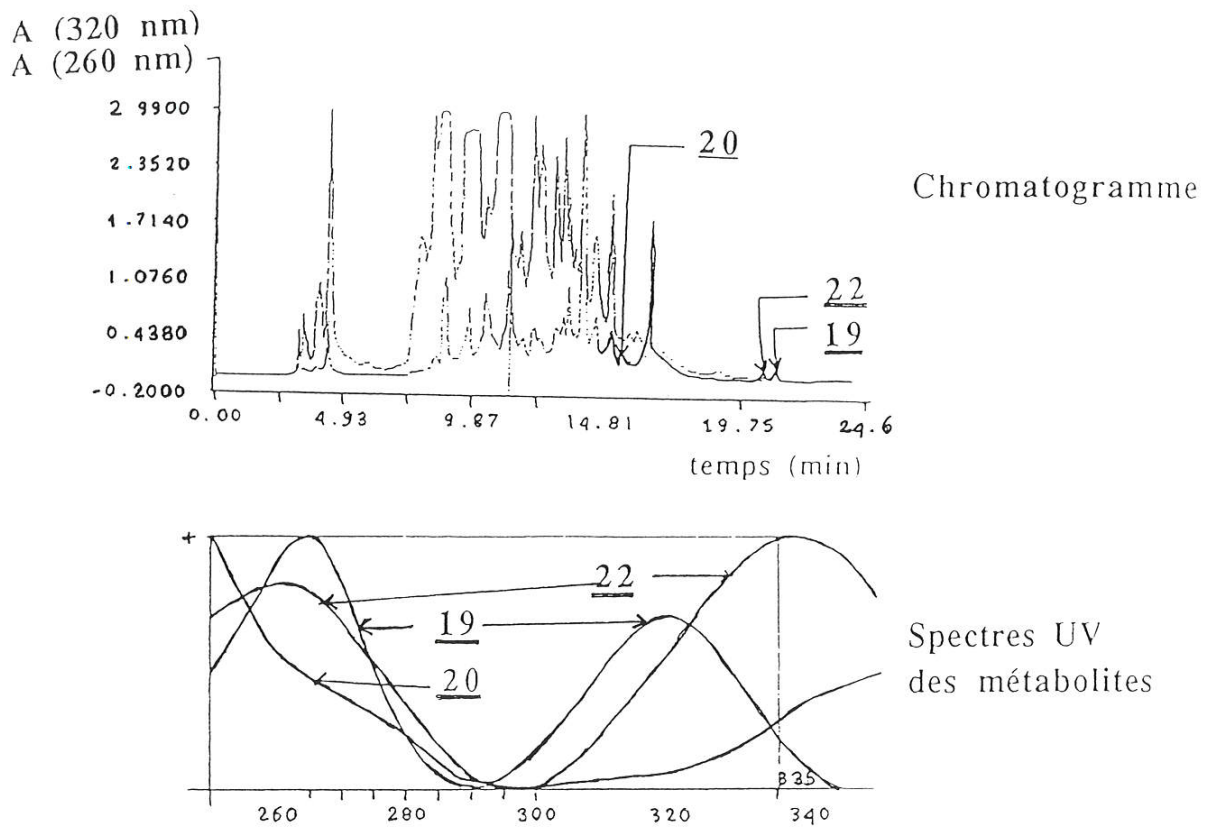 A (320 nm)
A (260 nm)
2 9900
2.3520
1.7140
1.0760
0.4380
-0.2000
20
22
19
Chromatogramme
0.00 4.93 9.87 14.81 19.75 24.6
temps (min)
+
22
19
20
Spectres UV
des métabolites
335
260 280 300 320 340